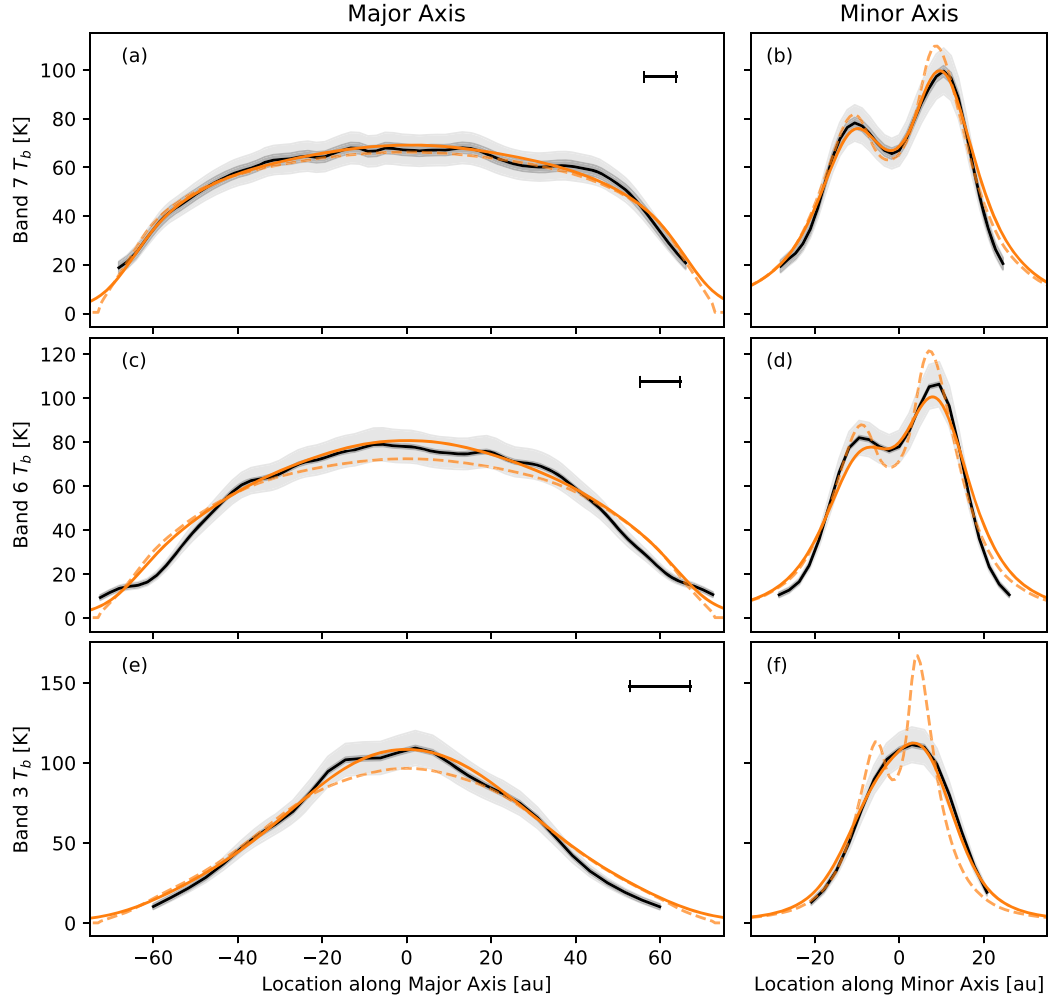 Major Axis
Minor Axis
(a)
(b)
Band 7 T_b [K]
100
80
60
40
20
0
(c)
(d)
Band 6 T_b [K]
120
100
80
60
40
20
0
(e)
(f)
Band 3 T_b [K]
150
100
50
0
−60 −40 −20 0 20 40 60
−20 0 20
Location along Major Axis [au]
Location along Minor Axis [au]